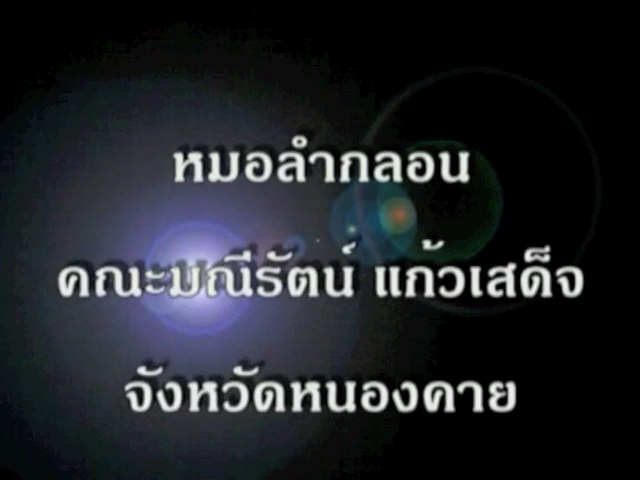 หมอลำกลอน
คณะมณีรัตน์ แก้วเสด็จ
จังหวัดหนองคาย